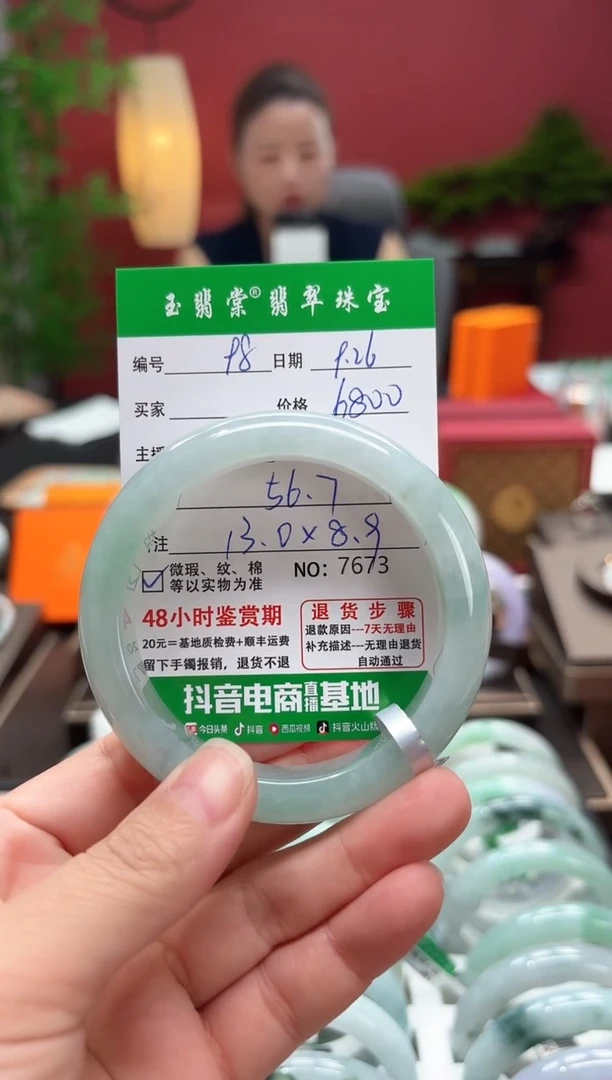 玉翡棠®翡翠珠宝
编号 98 日期 9.26
买家 价格 6800
主播
56.7
注 13.0×8.9
微瑕、纹、棉
等以实物为准
NO: 7673
48小时鉴赏期
20元=基地质检费+顺丰运费
留下手镯报销，退货不退
退货步骤
退款原因---7天无理由
补充描述---无理由退货
自动通过
抖音电商直播基地
今日头条 抖音 西瓜视频 抖音火山版